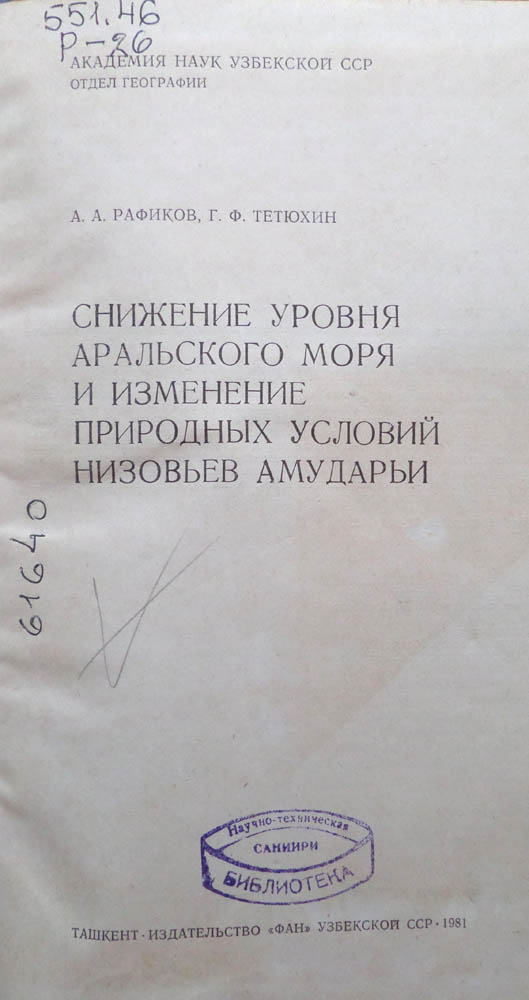 551.46
Р-26
АКАДЕМИЯ НАУК УЗБЕКСКОЙ ССР
ОТДЕЛ ГЕОГРАФИИ
А. А. РАФИКОВ, Г. Ф. ТЕТЮХИН
СНИЖЕНИЕ УРОВНЯ
АРАЛЬСКОГО МОРЯ
И ИЗМЕНЕНИЕ
ПРИРОДНЫХ УСЛОВИЙ
НИЗОВЬЕВ АМУДАРЬИ
61640
Научно-техническая
САНИИРИ
БИБЛИОТЕКА
ТАШКЕНТ · ИЗДАТЕЛЬСТВО «ФАН» УЗБЕКСКОЙ ССР · 1981